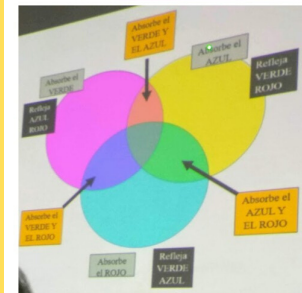 Absorbe el
VERDE Y
EL AZUL
Absorbe el
AZUL
Refleja
VERDE
ROJO
Absorbe el
VERDE
Refleja
AZUL
ROJO
Absorbe el
VERDE Y
EL ROJO
Absorbe el
AZUL Y
EL ROJO
Absorbe
el ROJO
Refleja
VERDE
AZUL